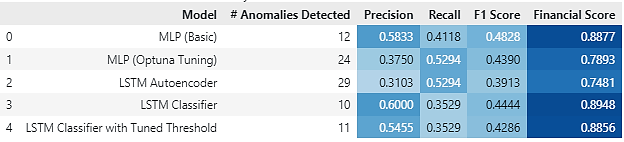 Model # Anomalies Detected Precision Recall F1 Score Financial Score
0 MLP (Basic) 12 0.5833 0.4118 0.4828 0.8877
1 MLP (Optuna Tuning) 24 0.3750 0.5294 0.4390 0.7893
2 LSTM Autoencoder 29 0.3103 0.5294 0.3913 0.7481
3 LSTM Classifier 10 0.6000 0.3529 0.4444 0.8948
4 LSTM Classifier with Tuned Threshold 11 0.5455 0.3529 0.4286 0.8856